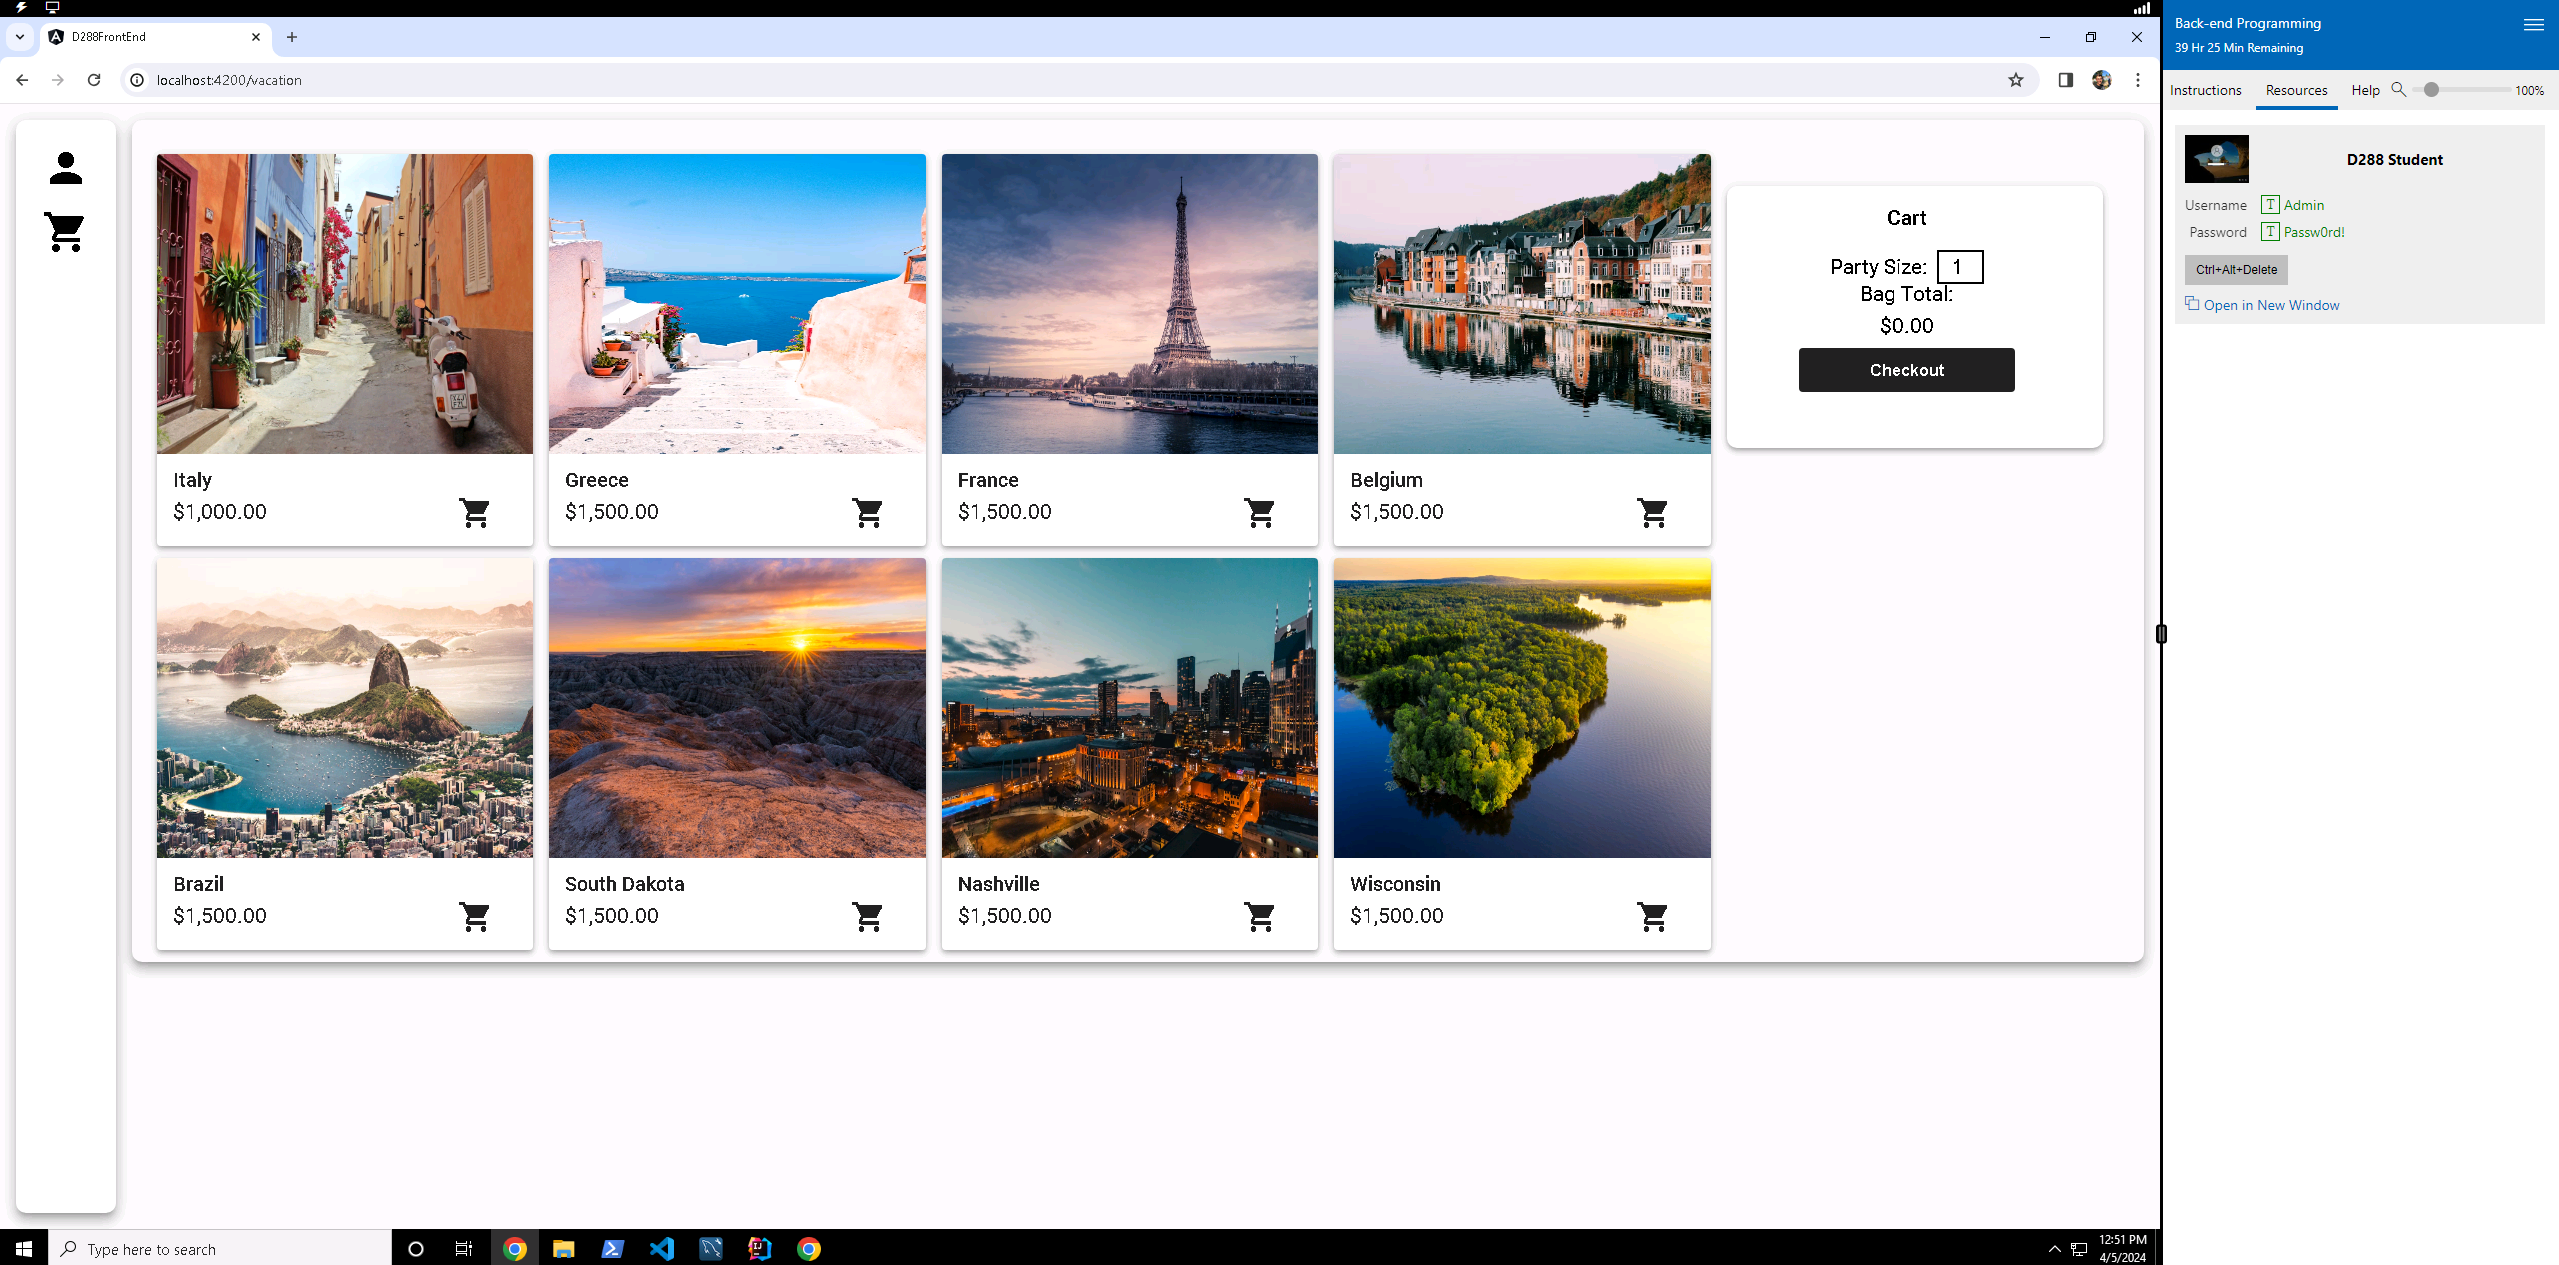 D288FrontEnd
localhost:4200/vacation
Italy
$1,000.00
Greece
$1,500.00
France
$1,500.00
Belgium
$1,500.00
Cart
Party Size: 1
Bag Total:
$0.00
Checkout
Brazil
$1,500.00
South Dakota
$1,500.00
Nashville
$1,500.00
Wisconsin
$1,500.00
Type here to search
12:51 PM
4/5/2024
Back-end Programming
39 Hr 25 Min Remaining
Instructions Resources Help 100%
D288 Student
Username T Admin
Password T Passw0rd!
Ctrl+Alt+Delete
Open in New Window